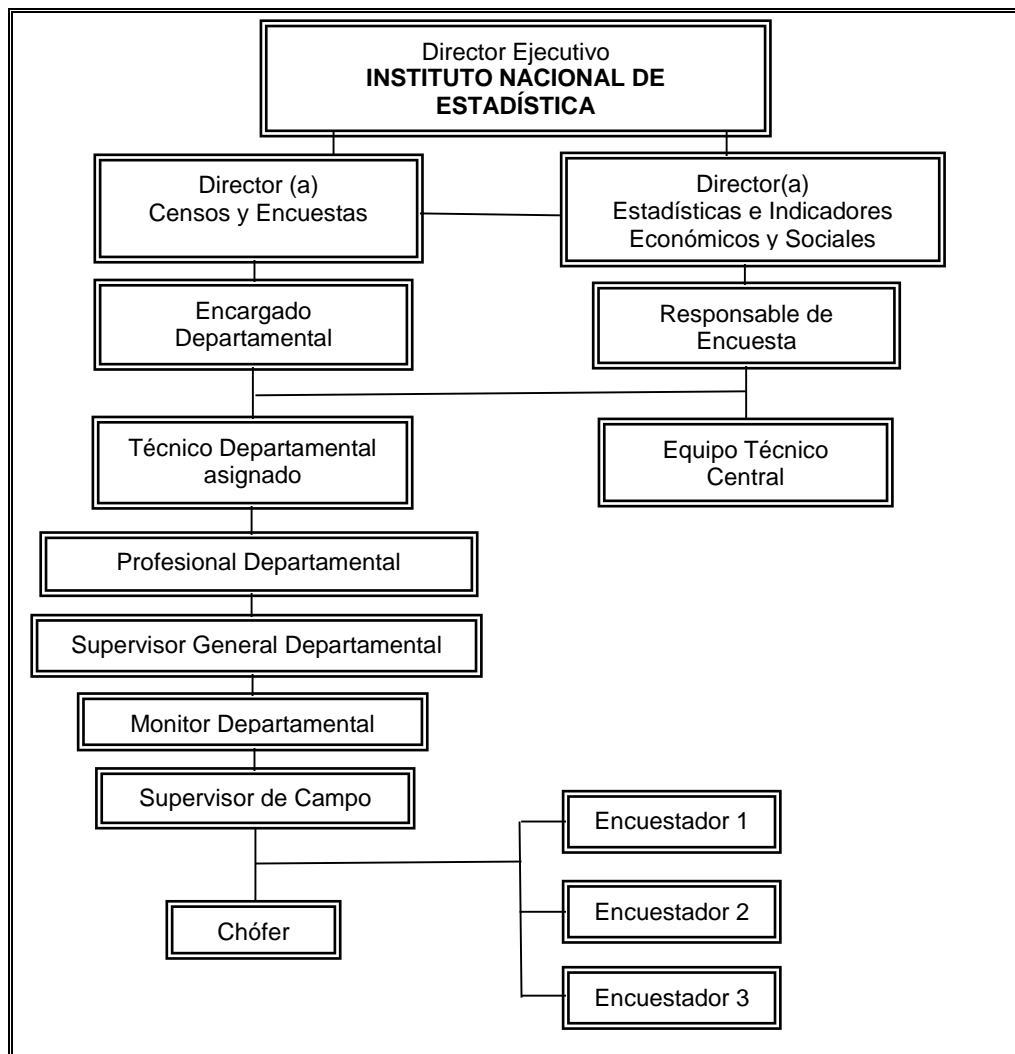 Director Ejecutivo
INSTITUTO NACIONAL DE
ESTADÍSTICA
Director (a)
Censos y Encuestas
Director(a)
Estadísticas e Indicadores
Económicos y Sociales
Encargado
Departamental
Responsable de
Encuesta
Técnico Departamental
asignado
Equipo Técnico
Central
Profesional Departamental
Supervisor General Departamental
Monitor Departamental
Supervisor de Campo
Encuestador 1
Encuestador 2
Chófer
Encuestador 3